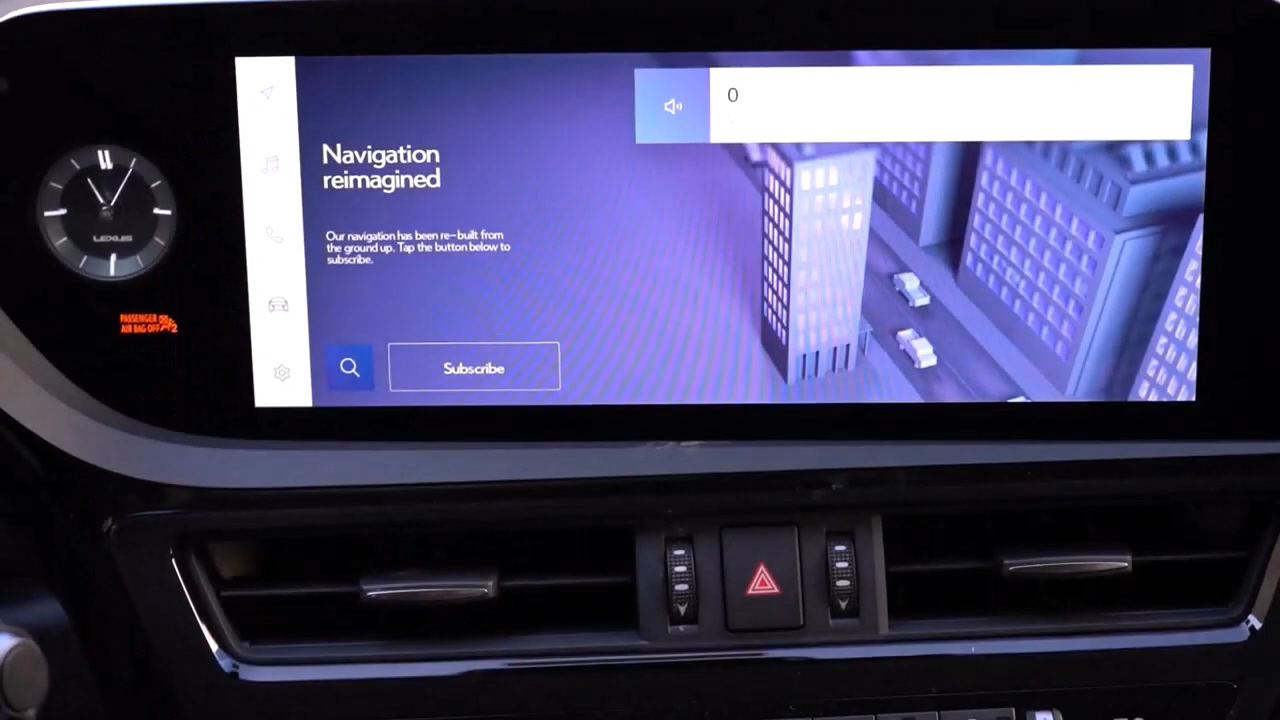 0
Navigation
reimagined
Our navigation has been re-built from
the ground up. Tap the button below to
subscribe.
Subscribe
LEXUS
PASSENGER
AIR BAG OFF 2